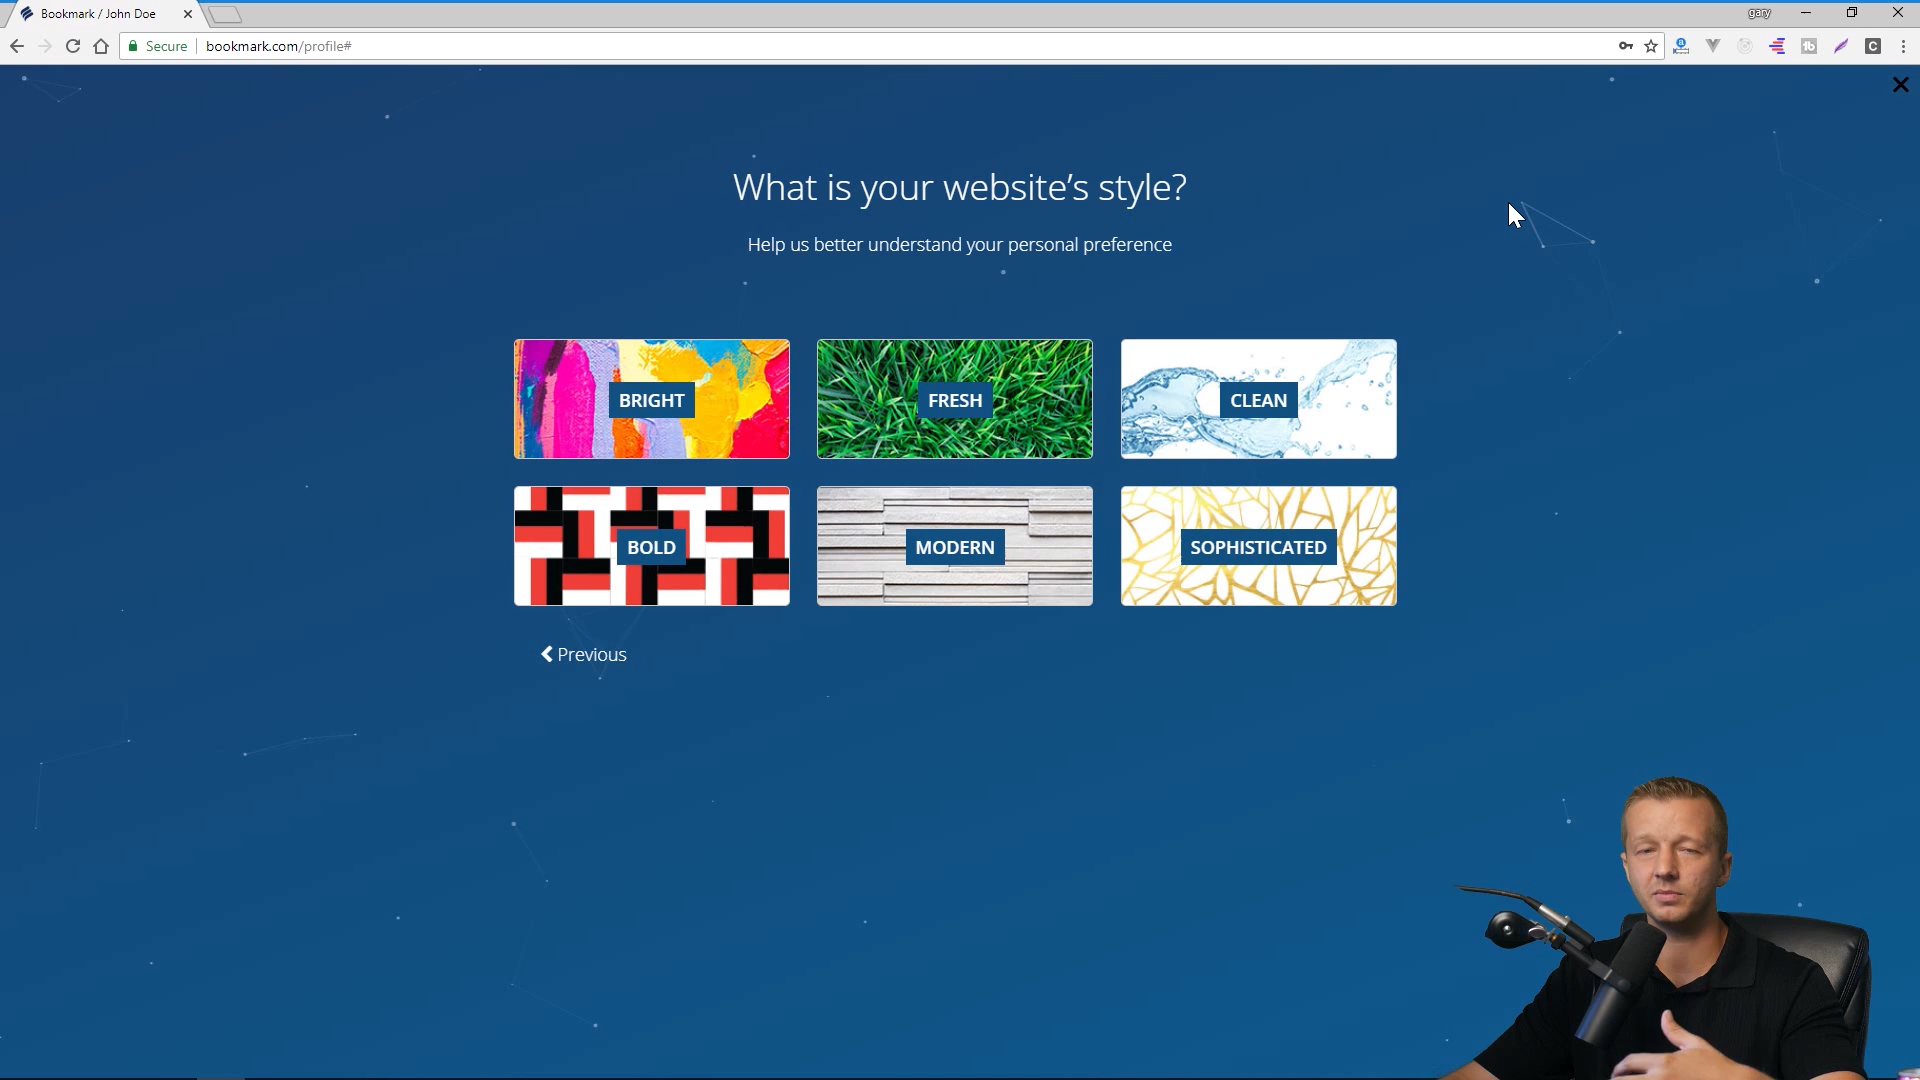 Bookmark / John Doe
gary
Secure
bookmark.com/profile#
What is your website’s style?
Help us better understand your personal preference
BRIGHT
FRESH
CLEAN
BOLD
MODERN
SOPHISTICATED
Previous